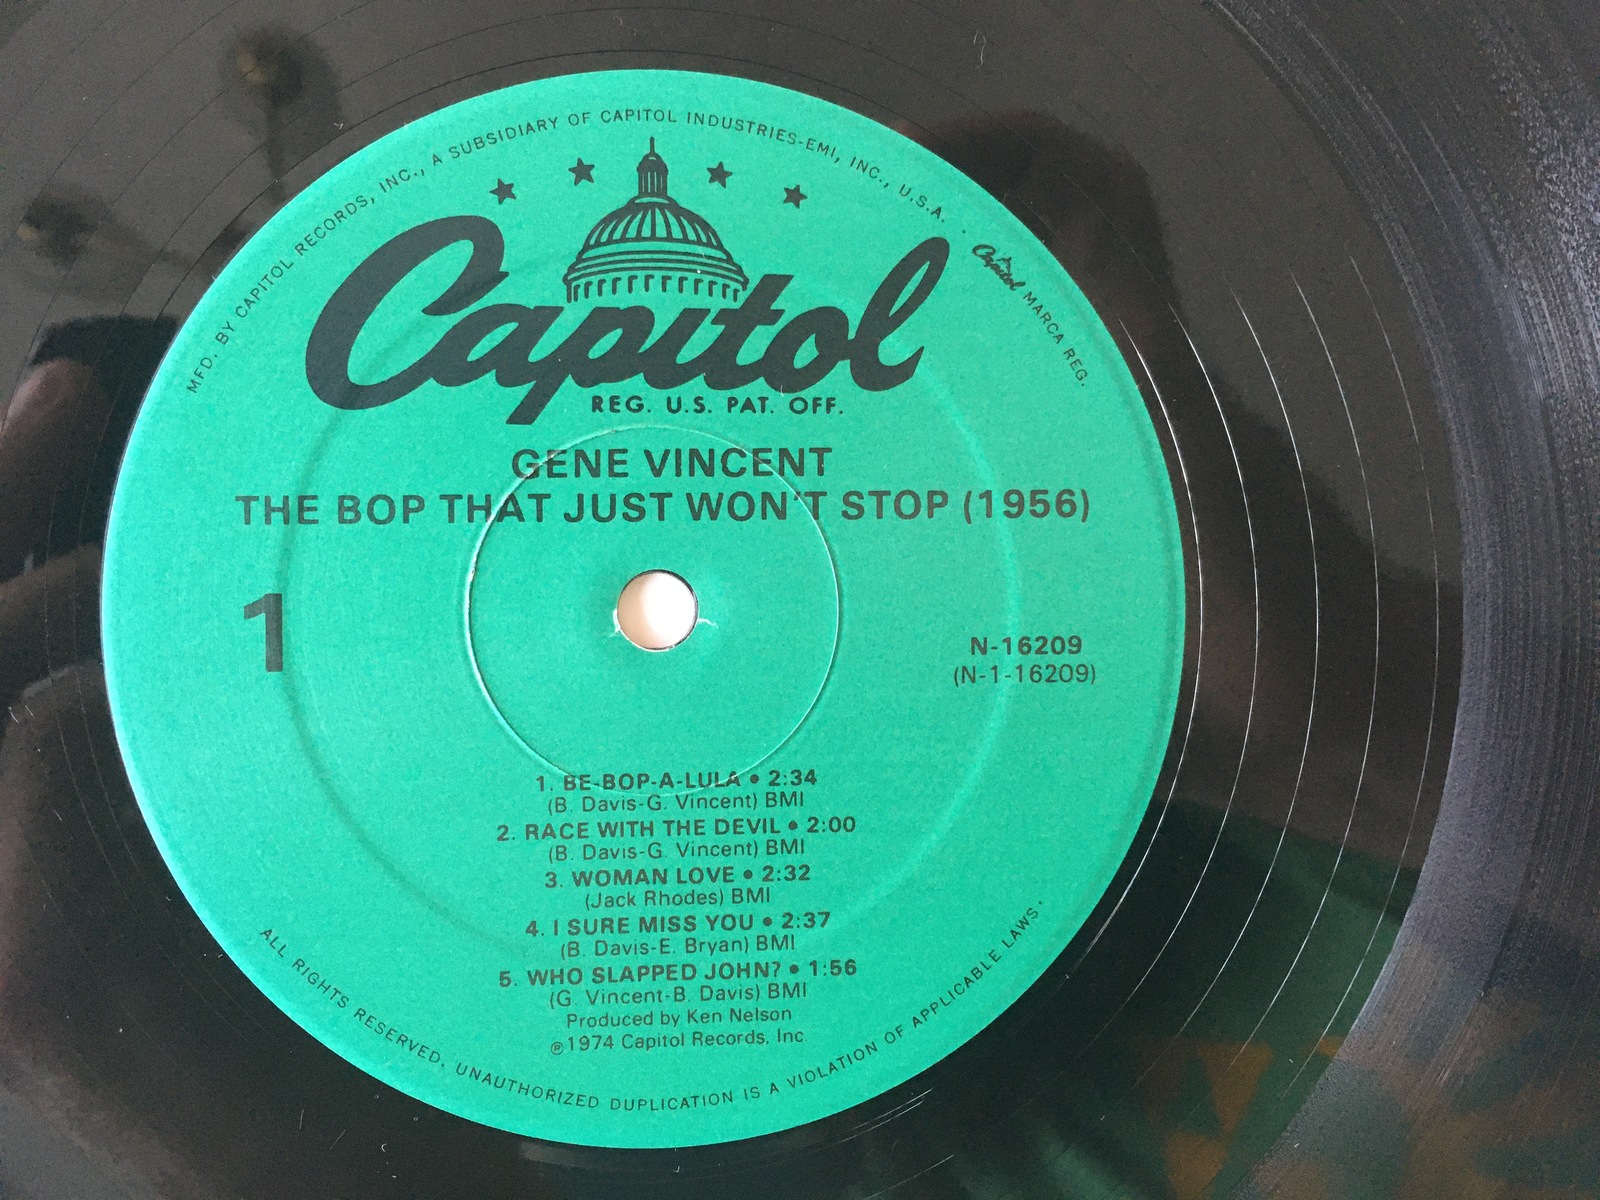 MFD. BY CAPITOL RECORDS, INC., A SUBSIDIARY OF CAPITOL INDUSTRIES-EMI, INC., U.S.A. . Capitol MARCA REG.
Capitol
REG. U.S. PAT. OFF.
GENE VINCENT
THE BOP THAT JUST WON'T STOP (1956)
1
N-16209
(N-1-16209)
1. BE-BOP-A-LULA • 2:34
(B. Davis-G. Vincent) BMI
2. RACE WITH THE DEVIL • 2:00
(B. Davis-G. Vincent) BMI
3. WOMAN LOVE • 2:32
(Jack Rhodes) BMI
4. I SURE MISS YOU • 2:37
(B. Davis-E. Bryan) BMI
5. WHO SLAPPED JOHN? • 1:56
(G. Vincent-B. Davis) BMI
Produced by Ken Nelson
℗1974 Capitol Records, Inc.
ALL RIGHTS RESERVED. UNAUTHORIZED DUPLICATION IS A VIOLATION OF APPLICABLE LAWS.